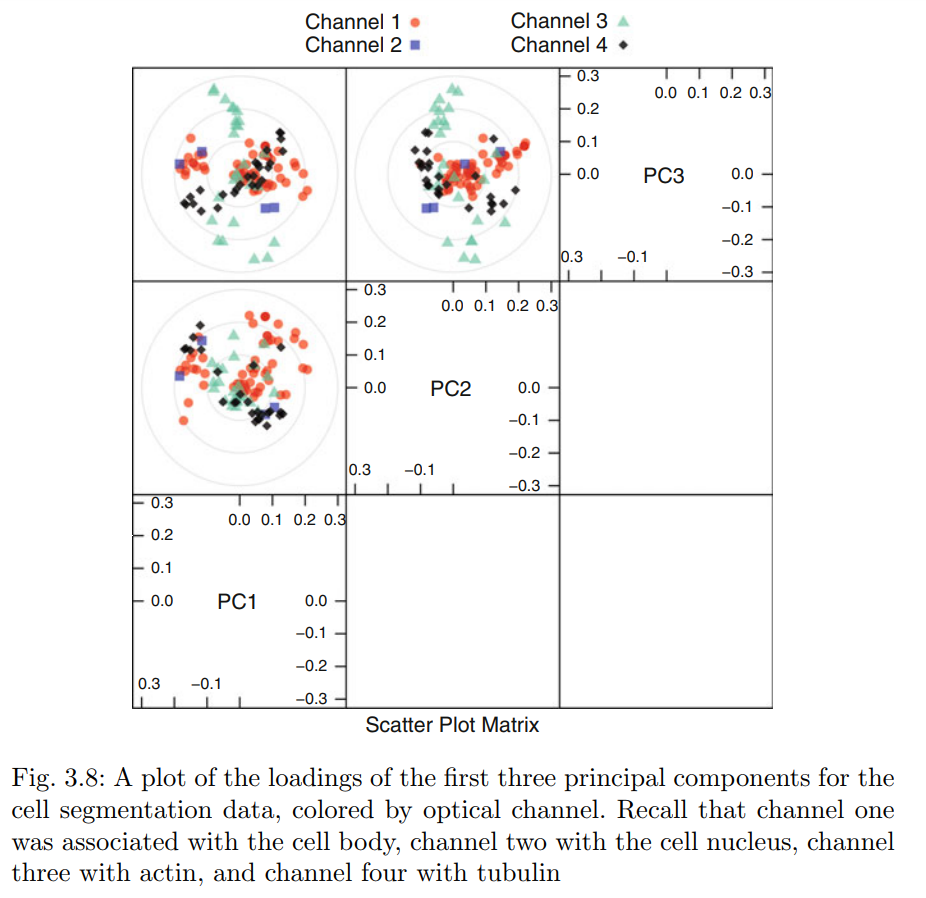 Channel 1
Channel 3
Channel 2
Channel 4
0.3
0.2
0.1
0.0
0.0 0.1 0.2 0.3
PC3
0.0
−0.1
−0.2
−0.3
0.3 −0.1
0.3
0.2
0.1
0.0
0.0 0.1 0.2 0.3
PC2
0.0
−0.1
−0.2
−0.3
0.3 −0.1
0.3
0.2
0.1
0.0
0.0 0.1 0.2 0.3
PC1
0.0
−0.1
−0.2
−0.3
0.3 −0.1
Scatter Plot Matrix
Fig. 3.8: A plot of the loadings of the first three principal components for the
cell segmentation data, colored by optical channel. Recall that channel one
was associated with the cell body, channel two with the cell nucleus, channel
three with actin, and channel four with tubulin